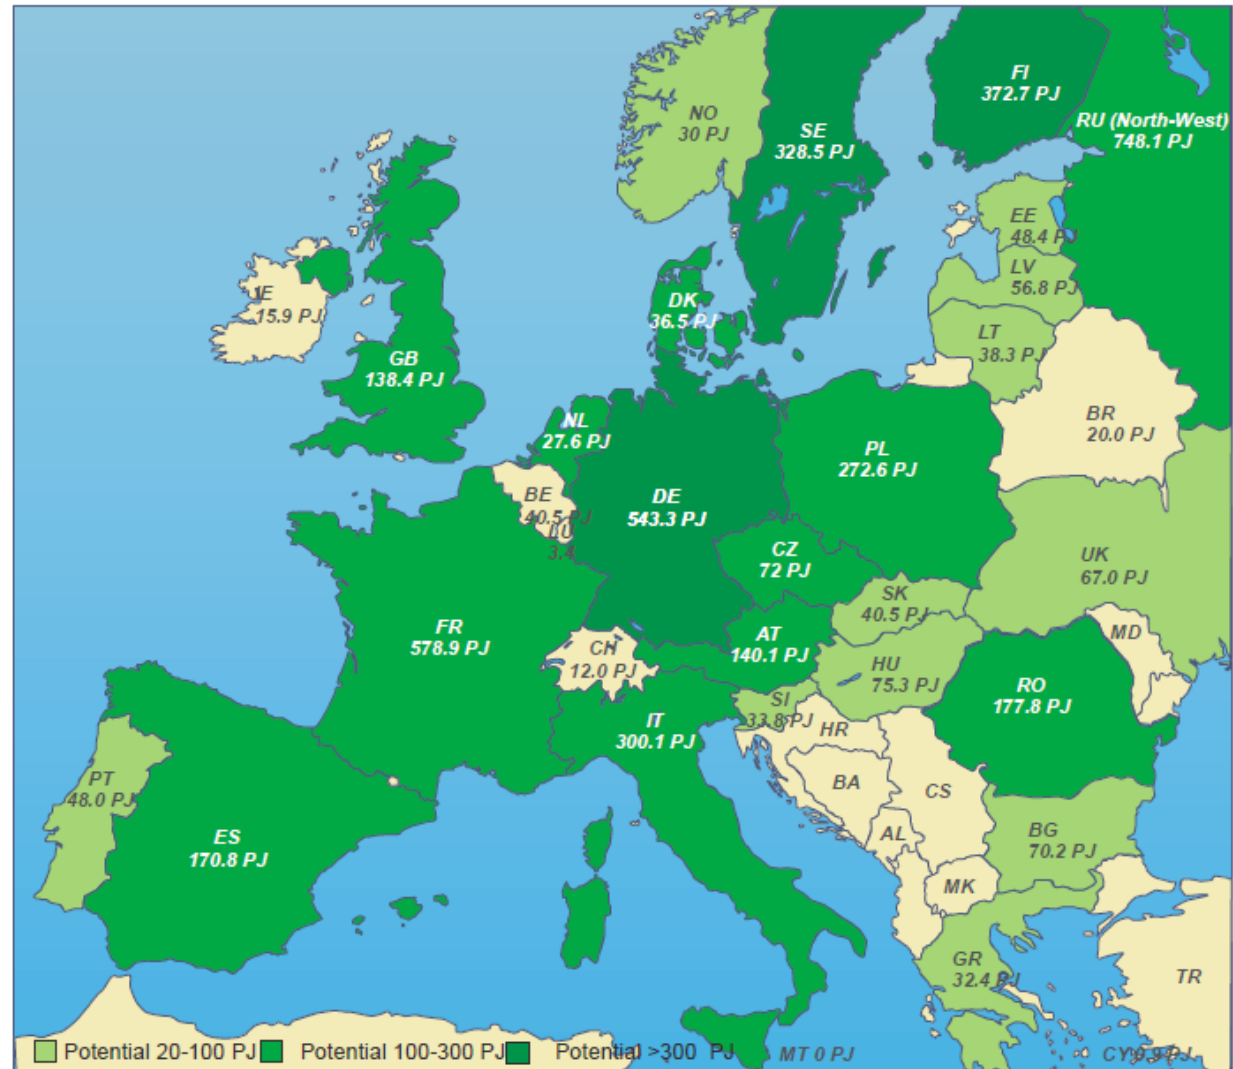 FI
372.7 PJ
NO
30 PJ
SE
328.5 PJ
RU (North-West)
748.1 PJ
EE
48.4 PJ
LV
56.8 PJ
IE
15.9 PJ
DK
36.5 PJ
LT
38.3 PJ
GB
138.4 PJ
BR
20.0 PJ
NL
27.6 PJ
PL
272.6 PJ
BE
40.5 PJ
DE
543.3 PJ
LU
3.4
CZ
72 PJ
UK
67.0 PJ
SK
40.5 PJ
FR
578.9 PJ
AT
140.1 PJ
MD
CH
12.0 PJ
HU
75.3 PJ
RO
177.8 PJ
SI
33.8 PJ
IT
300.1 PJ
HR
PT
48.0 PJ
BA
CS
ES
170.8 PJ
AL
BG
70.2 PJ
MK
GR
32.4 PJ
TR
Potential 20-100 PJ Potential 100-300 PJ Potential >300 PJ MT 0 PJ CY 9.9 PJ